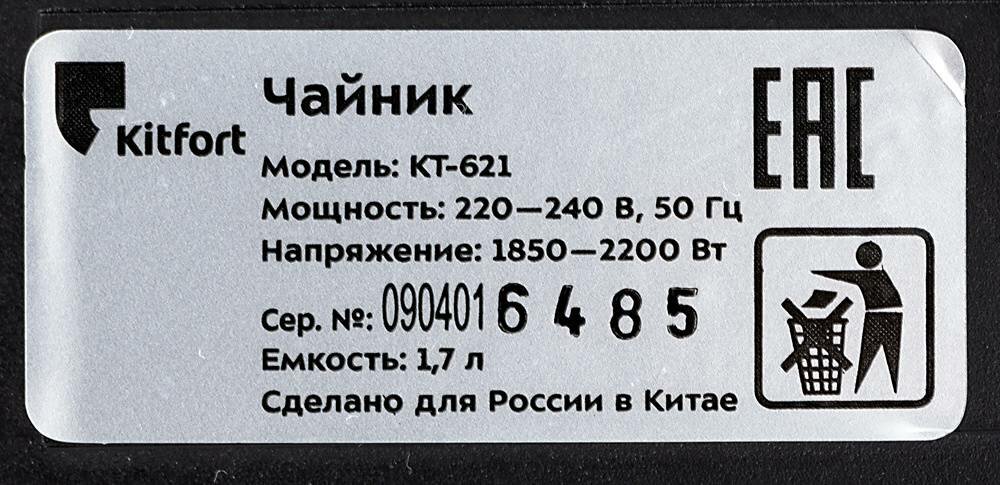 Kitfort
Чайник
EAC
Модель: КТ-621
Мощность: 220—240 В, 50 Гц
Напряжение: 1850—2200 Вт
Сер. №: 0904016485
Емкость: 1,7 л
Сделано для России в Китае